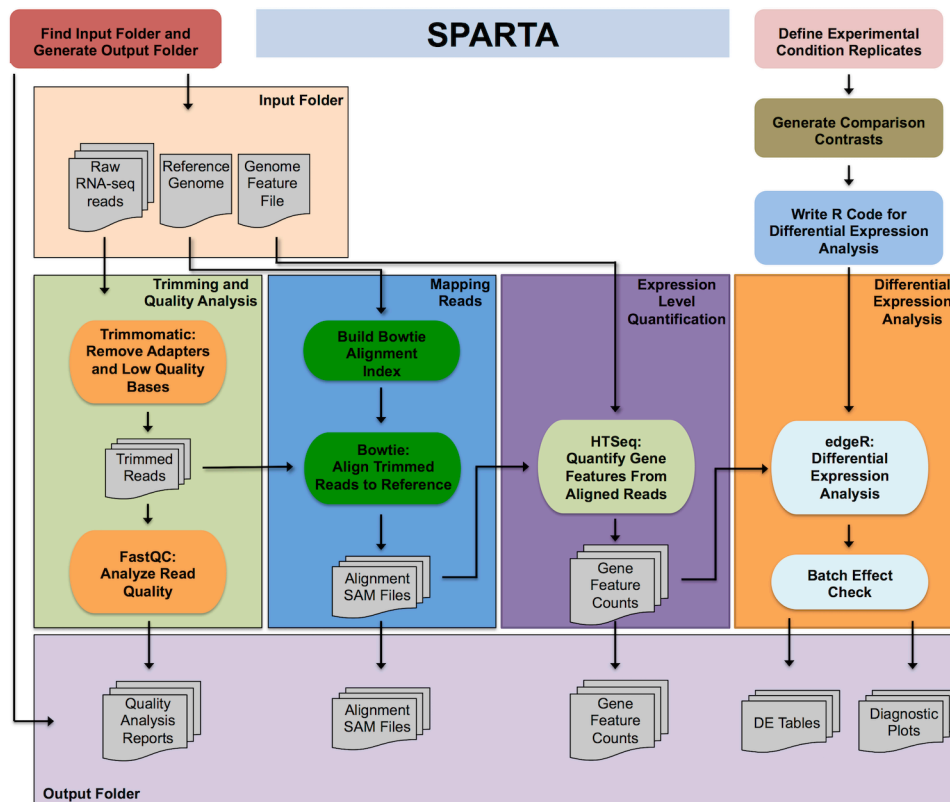 Find Input Folder and
Generate Output Folder
SPARTA
Define Experimental
Condition Replicates
Generate Comparison
Contrasts
Write R Code for
Differential Expression
Analysis
Input Folder
Raw
RNA-seq
reads
Reference
Genome
Genome
Feature
File
Trimming and
Quality Analysis
Trimmomatic:
Remove Adapters
and Low Quality
Bases
Trimmed
Reads
FastQC:
Analyze Read
Quality
Mapping
Reads
Build Bowtie
Alignment
Index
Bowtie:
Align Trimmed
Reads to Reference
Alignment
SAM Files
Expression
Level
Quantification
HTSeq:
Quantify Gene
Features From
Aligned Reads
Gene
Feature
Counts
Differential
Expression
Analysis
edgeR:
Differential
Expression
Analysis
Batch Effect
Check
Quality
Analysis
Reports
Alignment
SAM Files
Gene
Feature
Counts
DE Tables
Diagnostic
Plots
Output Folder